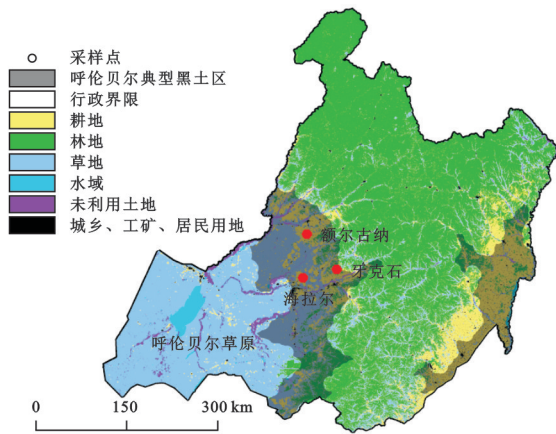 采样点
呼伦贝尔典型黑土区
行政界限
耕地
林地
草地
水域
未利用土地
城乡、工矿、居民用地
额尔古纳
牙克石
海拉尔
呼伦贝尔草原
0 150 300 km